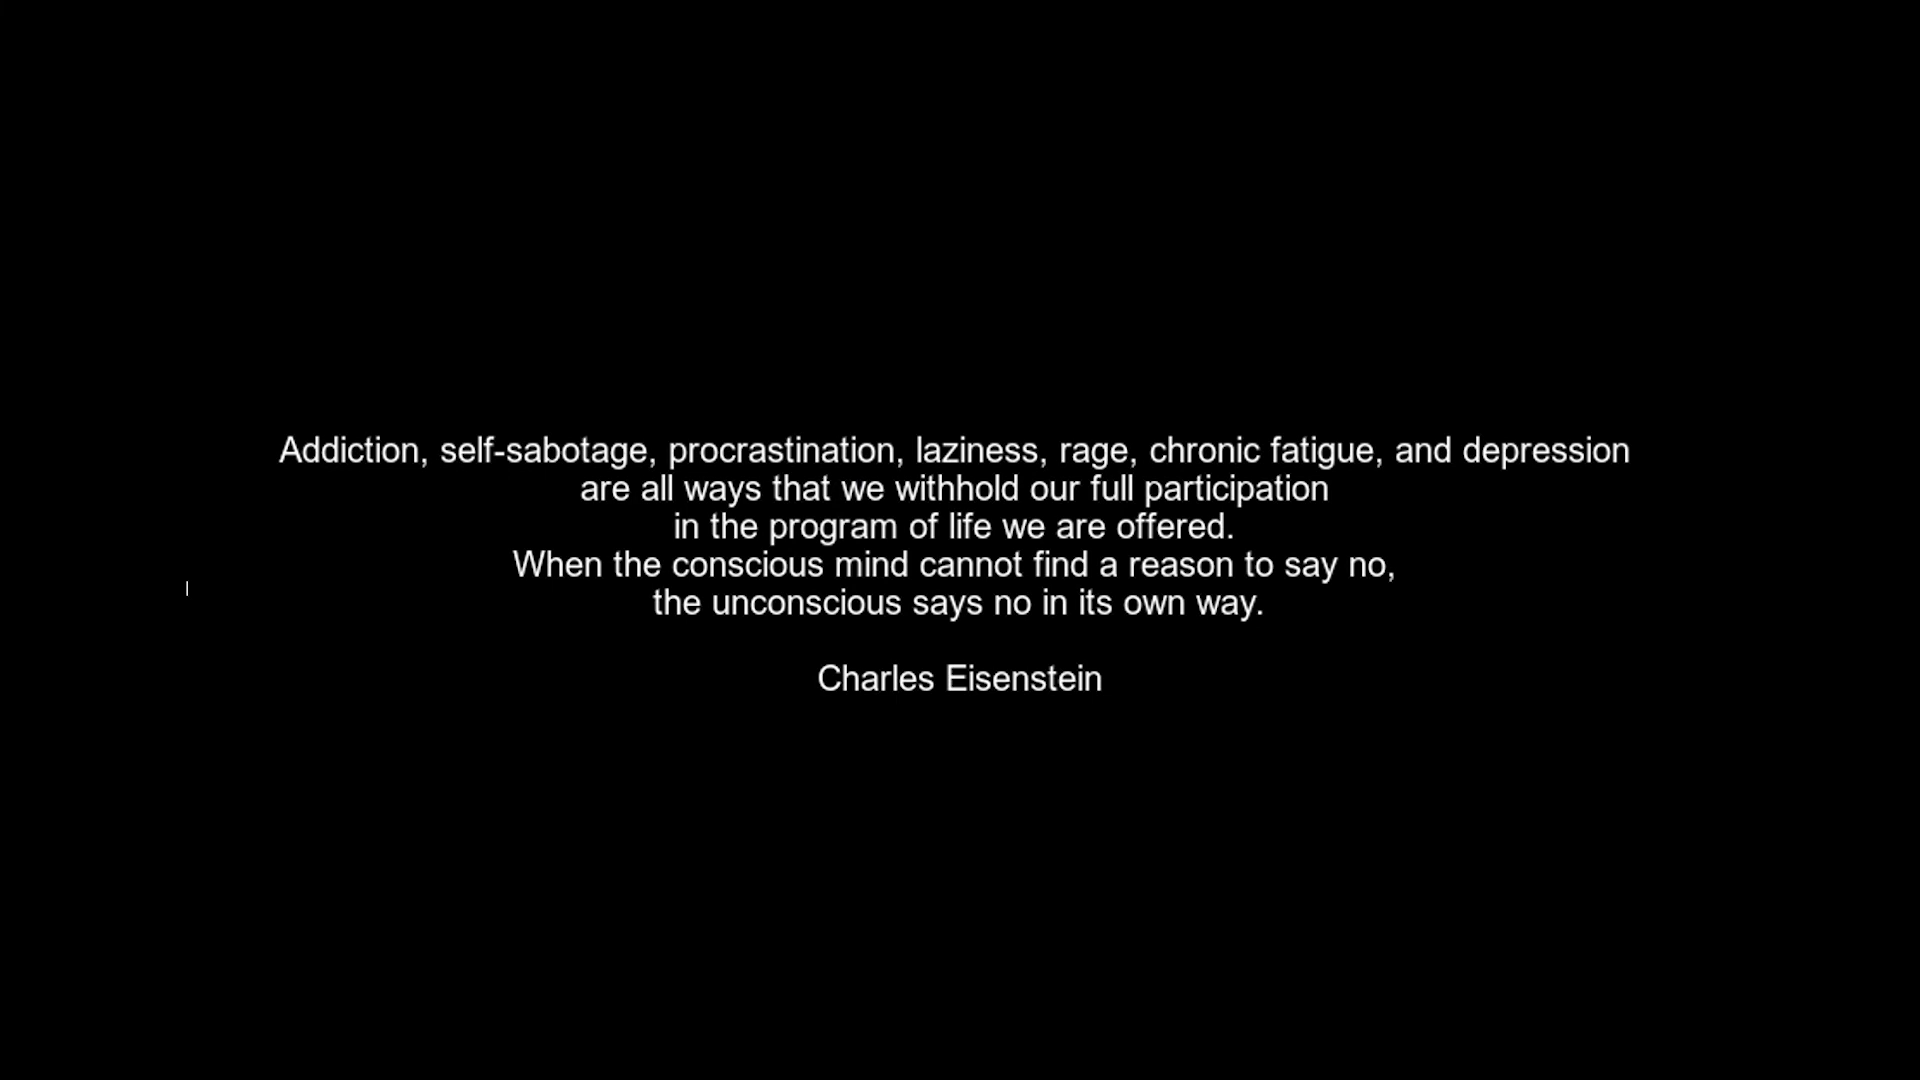 Addiction, self-sabotage, procrastination, laziness, rage, chronic fatigue, and depression
are all ways that we withhold our full participation
in the program of life we are offered.
When the conscious mind cannot find a reason to say no,
the unconscious says no in its own way.
Charles Eisenstein